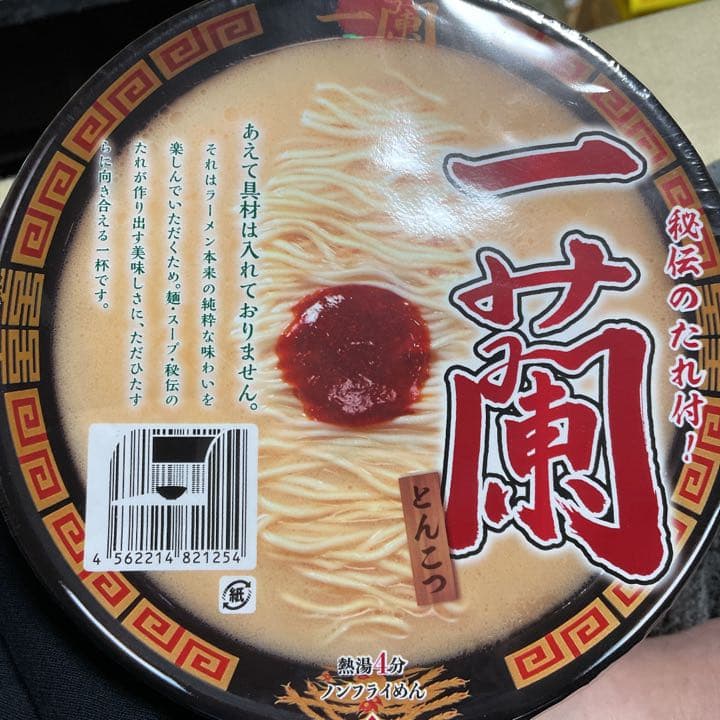 一蘭
一蘭
秘伝のたれ付!
とんこつ
あえて具材は入れておりません。
それはラーメン本来の純粋な味わいを
楽しんでいただくため。麺・スープ・秘伝の
たれが作り出す美味しさに、ただひたす
らに向き合える一杯です。
4 562214 821254
紙
熱湯4分
ノンフライめん